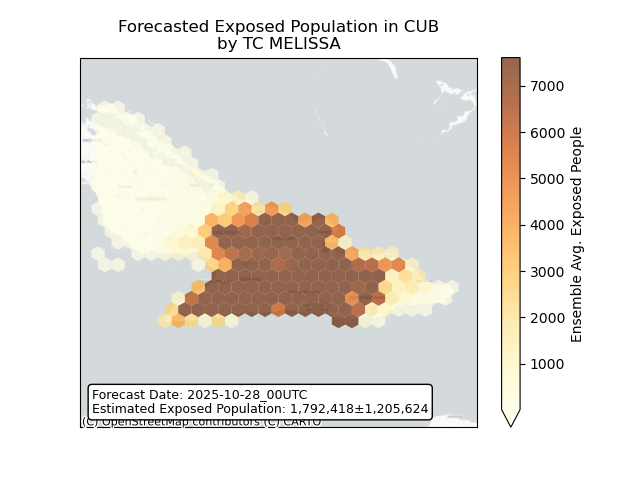 Forecasted Exposed Population in CUB
by TC MELISSA
7000
6000
5000
4000
3000
2000
1000
Ensemble Avg. Exposed People
Forecast Date: 2025-10-28_00UTC
Estimated Exposed Population: 1,792,418±1,205,624
(C) OpenStreetMap contributors (C) CARTO